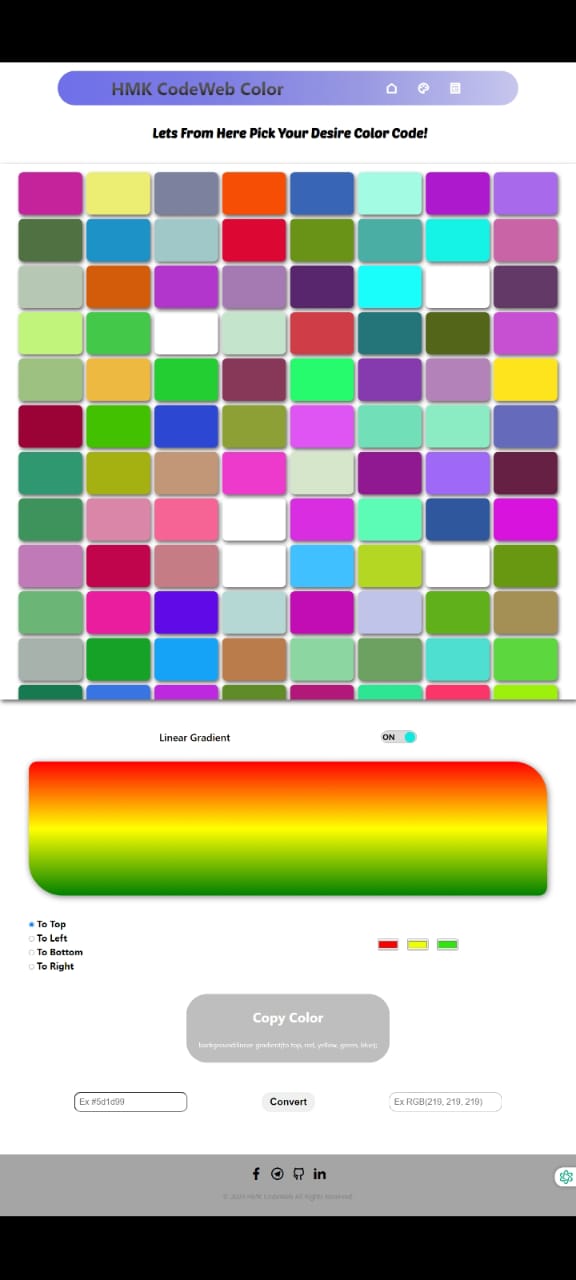 HMK CodeWeb Color
Lets From Here Pick Your Desire Color Code!
Linear Gradient
ON
To Top
To Left
To Bottom
To Right
Copy Color
background:linear-gradient(to top, red, yellow, green, blue);
Ex #5d1d99
Convert
Ex RGB(219, 219, 219)
HMK CodeWeb All Rights Reserved